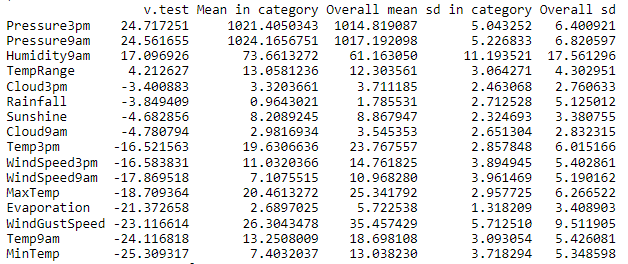 v.test Mean in category Overall mean sd in category Overall sd
Pressure3pm 24.717251 1021.4050343 1014.819087 5.043252 6.400921
Pressure9am 24.561655 1024.1656751 1017.192098 5.226833 6.820597
Humidity9am 17.096926 73.6613272 61.163050 11.193521 17.561296
TempRange 4.212627 13.0581236 12.303561 3.064271 4.302951
Cloud3pm -3.400883 3.3203661 3.711185 2.463068 2.760633
Rainfall -3.849409 0.9643021 1.785531 2.712528 5.125012
Sunshine -4.682856 8.2089245 8.867947 2.324693 3.380755
Cloud9am -4.780794 2.9816934 3.545353 2.651304 2.832315
Temp3pm -16.521563 19.6306636 23.767557 2.857848 6.015166
WindSpeed3pm -16.583831 11.0320366 14.761825 3.894945 5.402861
WindSpeed9am -17.869518 7.1075515 10.968280 3.961469 5.190162
MaxTemp -18.709364 20.4613272 25.341792 2.957725 6.266522
Evaporation -21.372658 2.6897025 5.722538 1.318209 3.408903
WindGustSpeed -23.116614 26.3043478 35.457429 5.712510 9.511905
Temp9am -24.116818 13.2508009 18.698108 3.093054 5.426081
MinTemp -25.309317 7.4032037 13.038230 3.718294 5.348598